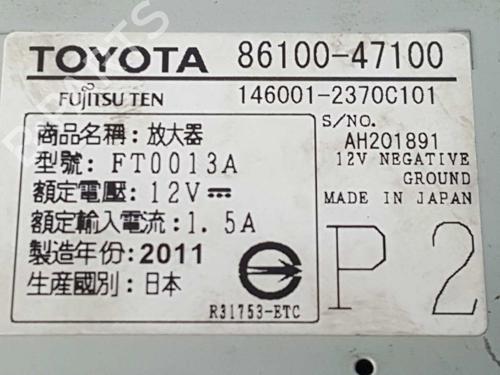 TOYOTA 86100-47100
FUJITSU TEN 146001-2370C101
商品名稱：放大器
型號：FT0013A
額定電壓：12V⎓
額定輸入電流：1.5A
製造年份：2011
生產國別：日本
R31753-ETC
S/NO.
AH201891
12V NEGATIVE
GROUND
MADE IN JAPAN
P 2